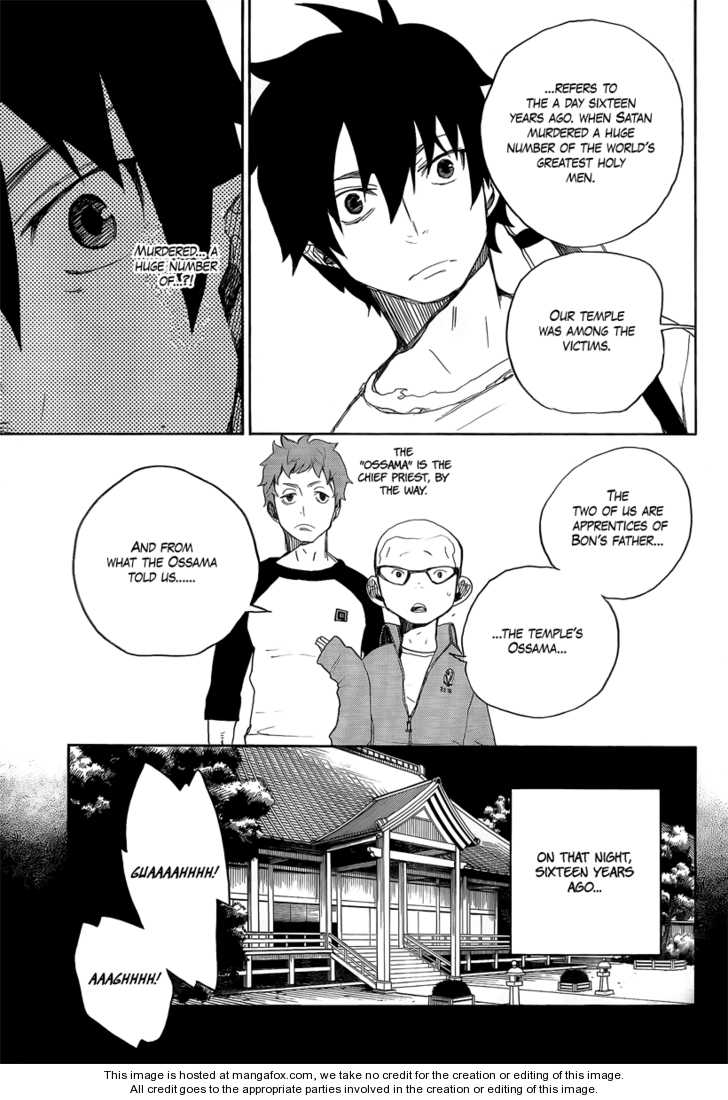 ...REFERS TO
THE A DAY SIXTEEN
YEARS AGO. WHEN SATAN
MURDERED A HUGE
NUMBER OF THE WORLD'S
GREATEST HOLY
MEN.
OUR TEMPLE
WAS AMONG THE
VICTIMS.
MURDERED... A
HUGE NUMBER
OF...?!
THE
TWO OF US ARE
APPRENTICES OF
BON'S FATHER...
...THE TEMPLE'S
OSSAMA...
THE
"OSSAMA" IS THE
CHIEF PRIEST, BY
THE WAY.
AND FROM
WHAT THE OSSAMA
TOLD US......
ON THAT NIGHT,
SIXTEEN YEARS
AGO...
GUAAAAHHHH!
AAAGHHHH!
This image is hosted at mangafox.com, we take no credit for the creation or editing of this image.
All credit goes to the appropriate parties involved in the creation or editing of this image.